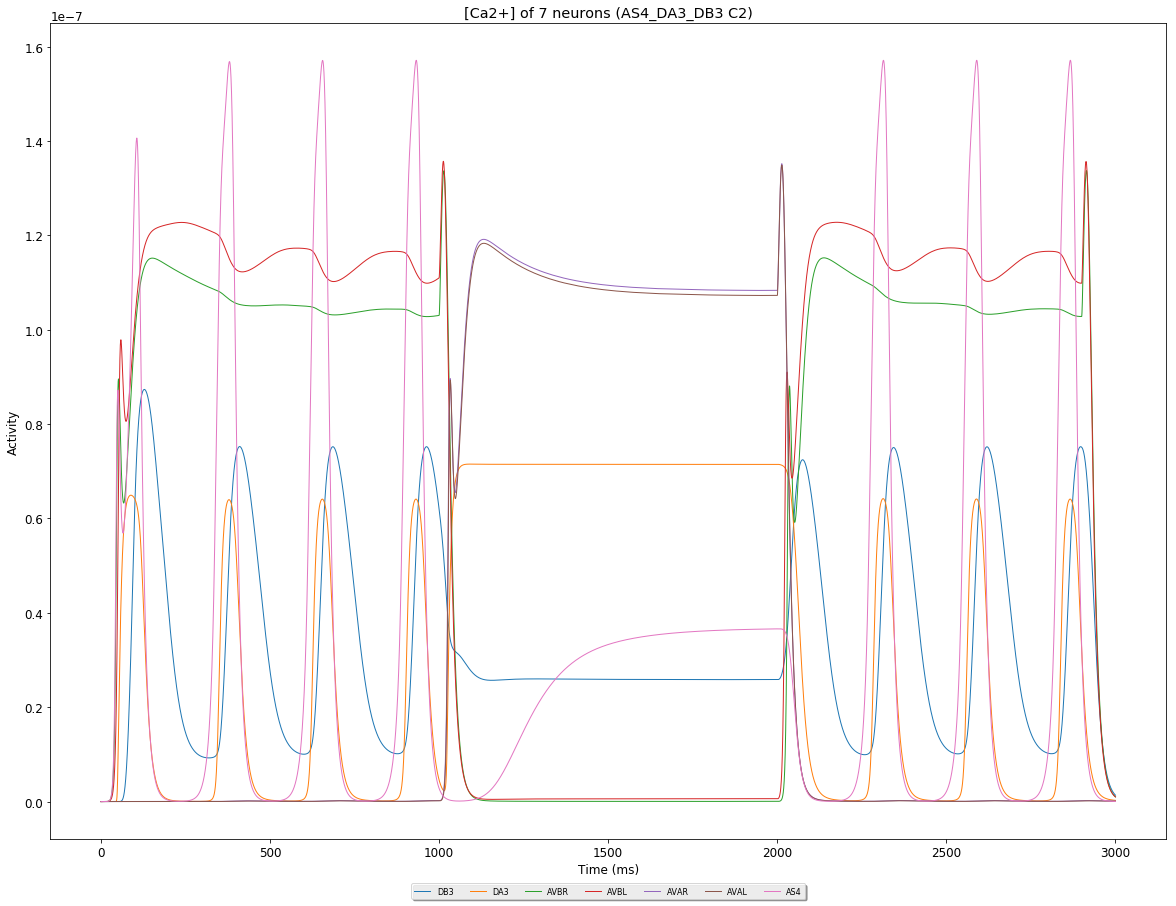 [Ca2+] of 7 neurons (AS4_DA3_DB3 C2)
1e−7
1.6
1.4
1.2
1.0
0.8
0.6
0.4
0.2
0.0
Activity
0 500 1000 1500 2000 2500 3000
Time (ms)
DB3 DA3 AVBR AVBL AVAR AVAL AS4